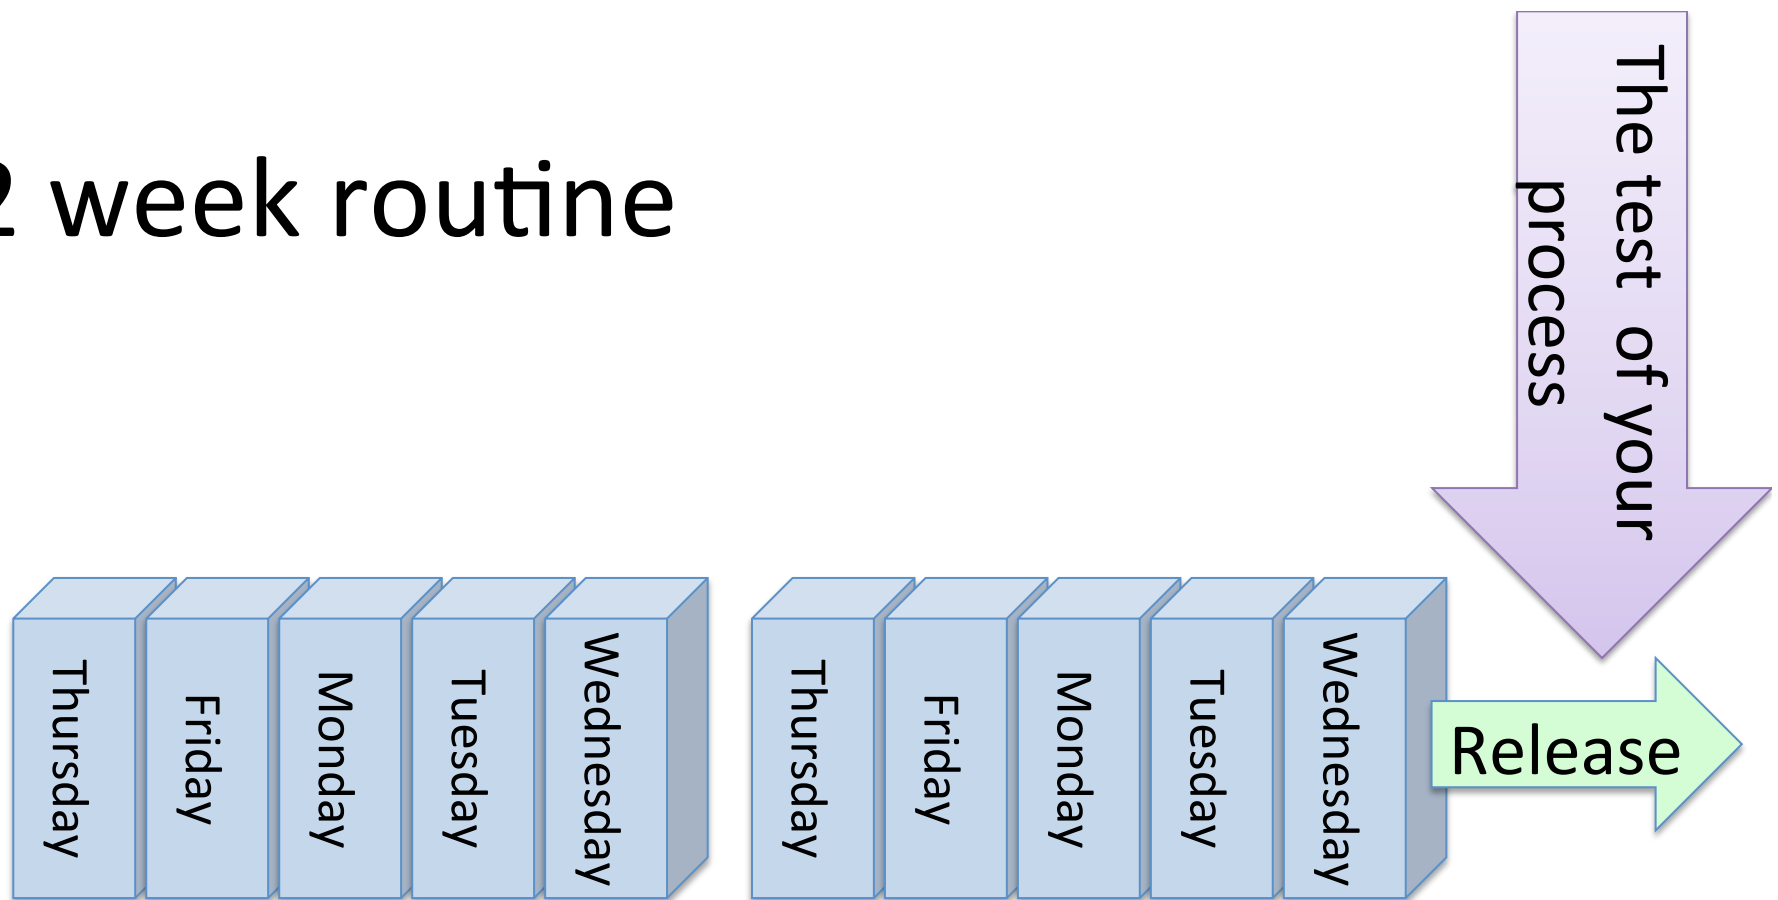 2 week routine
The test of your
process
Thursday
Friday
Monday
Tuesday
Wednesday
Thursday
Friday
Monday
Tuesday
Wednesday
Release